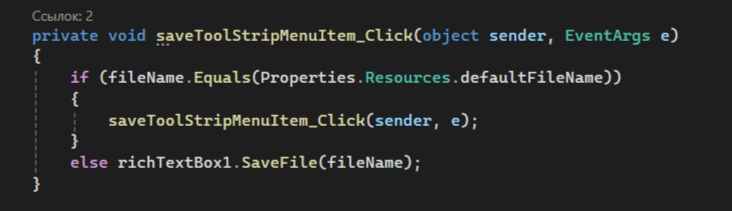 Ссылок: 2
private void saveToolStripMenuItem_Click(object sender, EventArgs e)
{
if (fileName.Equals(Properties.Resources.defaultFileName))
{
saveToolStripMenuItem_Click(sender, e);
}
else richTextBox1.SaveFile(fileName);
}